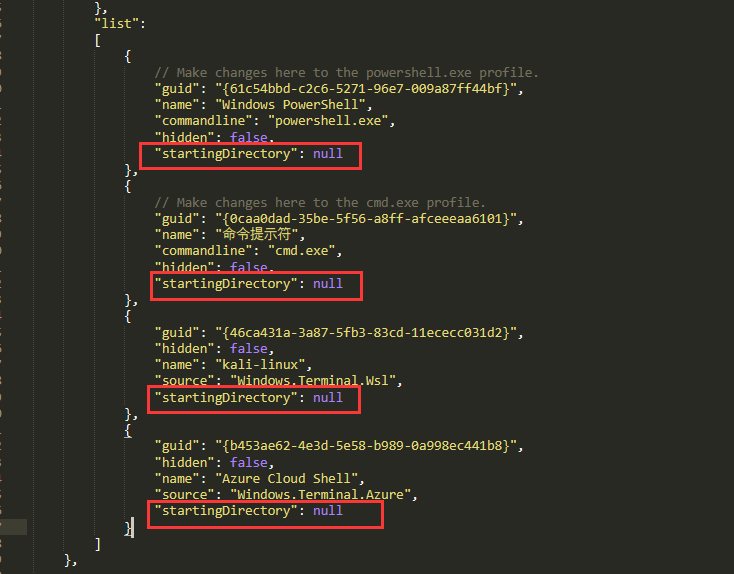 },
"list":
[
{
// Make changes here to the powershell.exe profile.
"guid": "{61c54bbd-c2c6-5271-96e7-009a87ff44bf}",
"name": "Windows PowerShell",
"commandline": "powershell.exe",
"hidden": false,
"startingDirectory": null
},
{
// Make changes here to the cmd.exe profile.
"guid": "{0caa0dad-35be-5f56-a8ff-afceeeaa6101}",
"name": "命令提示符",
"commandline": "cmd.exe",
"hidden": false,
"startingDirectory": null
},
{
"guid": "{46ca431a-3a87-5fb3-83cd-11ececc031d2}",
"hidden": false,
"name": "kali-linux",
"source": "Windows.Terminal.Wsl",
"startingDirectory": null
},
{
"guid": "{b453ae62-4e3d-5e58-b989-0a998ec441b8}",
"hidden": false,
"name": "Azure Cloud Shell",
"source": "Windows.Terminal.Azure",
"startingDirectory": null
}
]
},